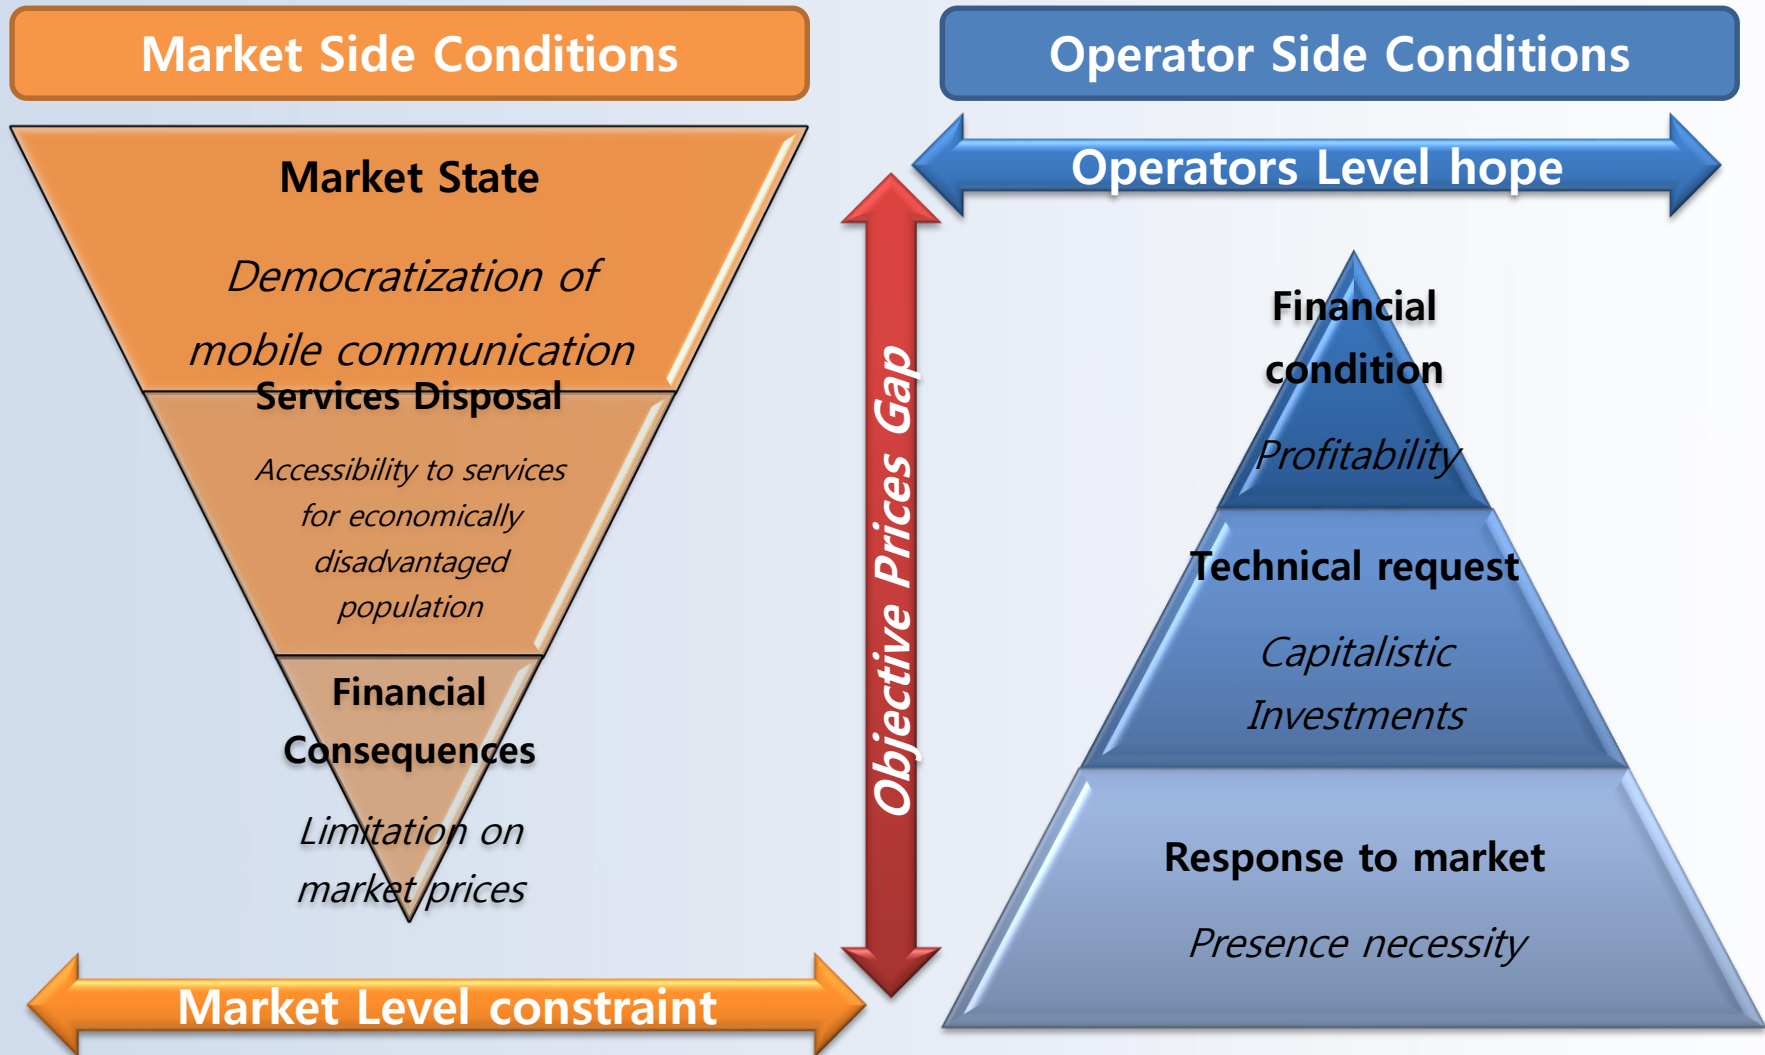 Market Side Conditions
Market State
Democratization of
mobile communication
Services Disposal
Accessibility to services
for economically
disadvantaged
population
Financial
Consequences
Limitation on
market prices
Market Level constraint
Objective Prices Gap
Operator Side Conditions
Operators Level hope
Financial
condition
Profitability
Technical request
Capitalistic
Investments
Response to market
Presence necessity